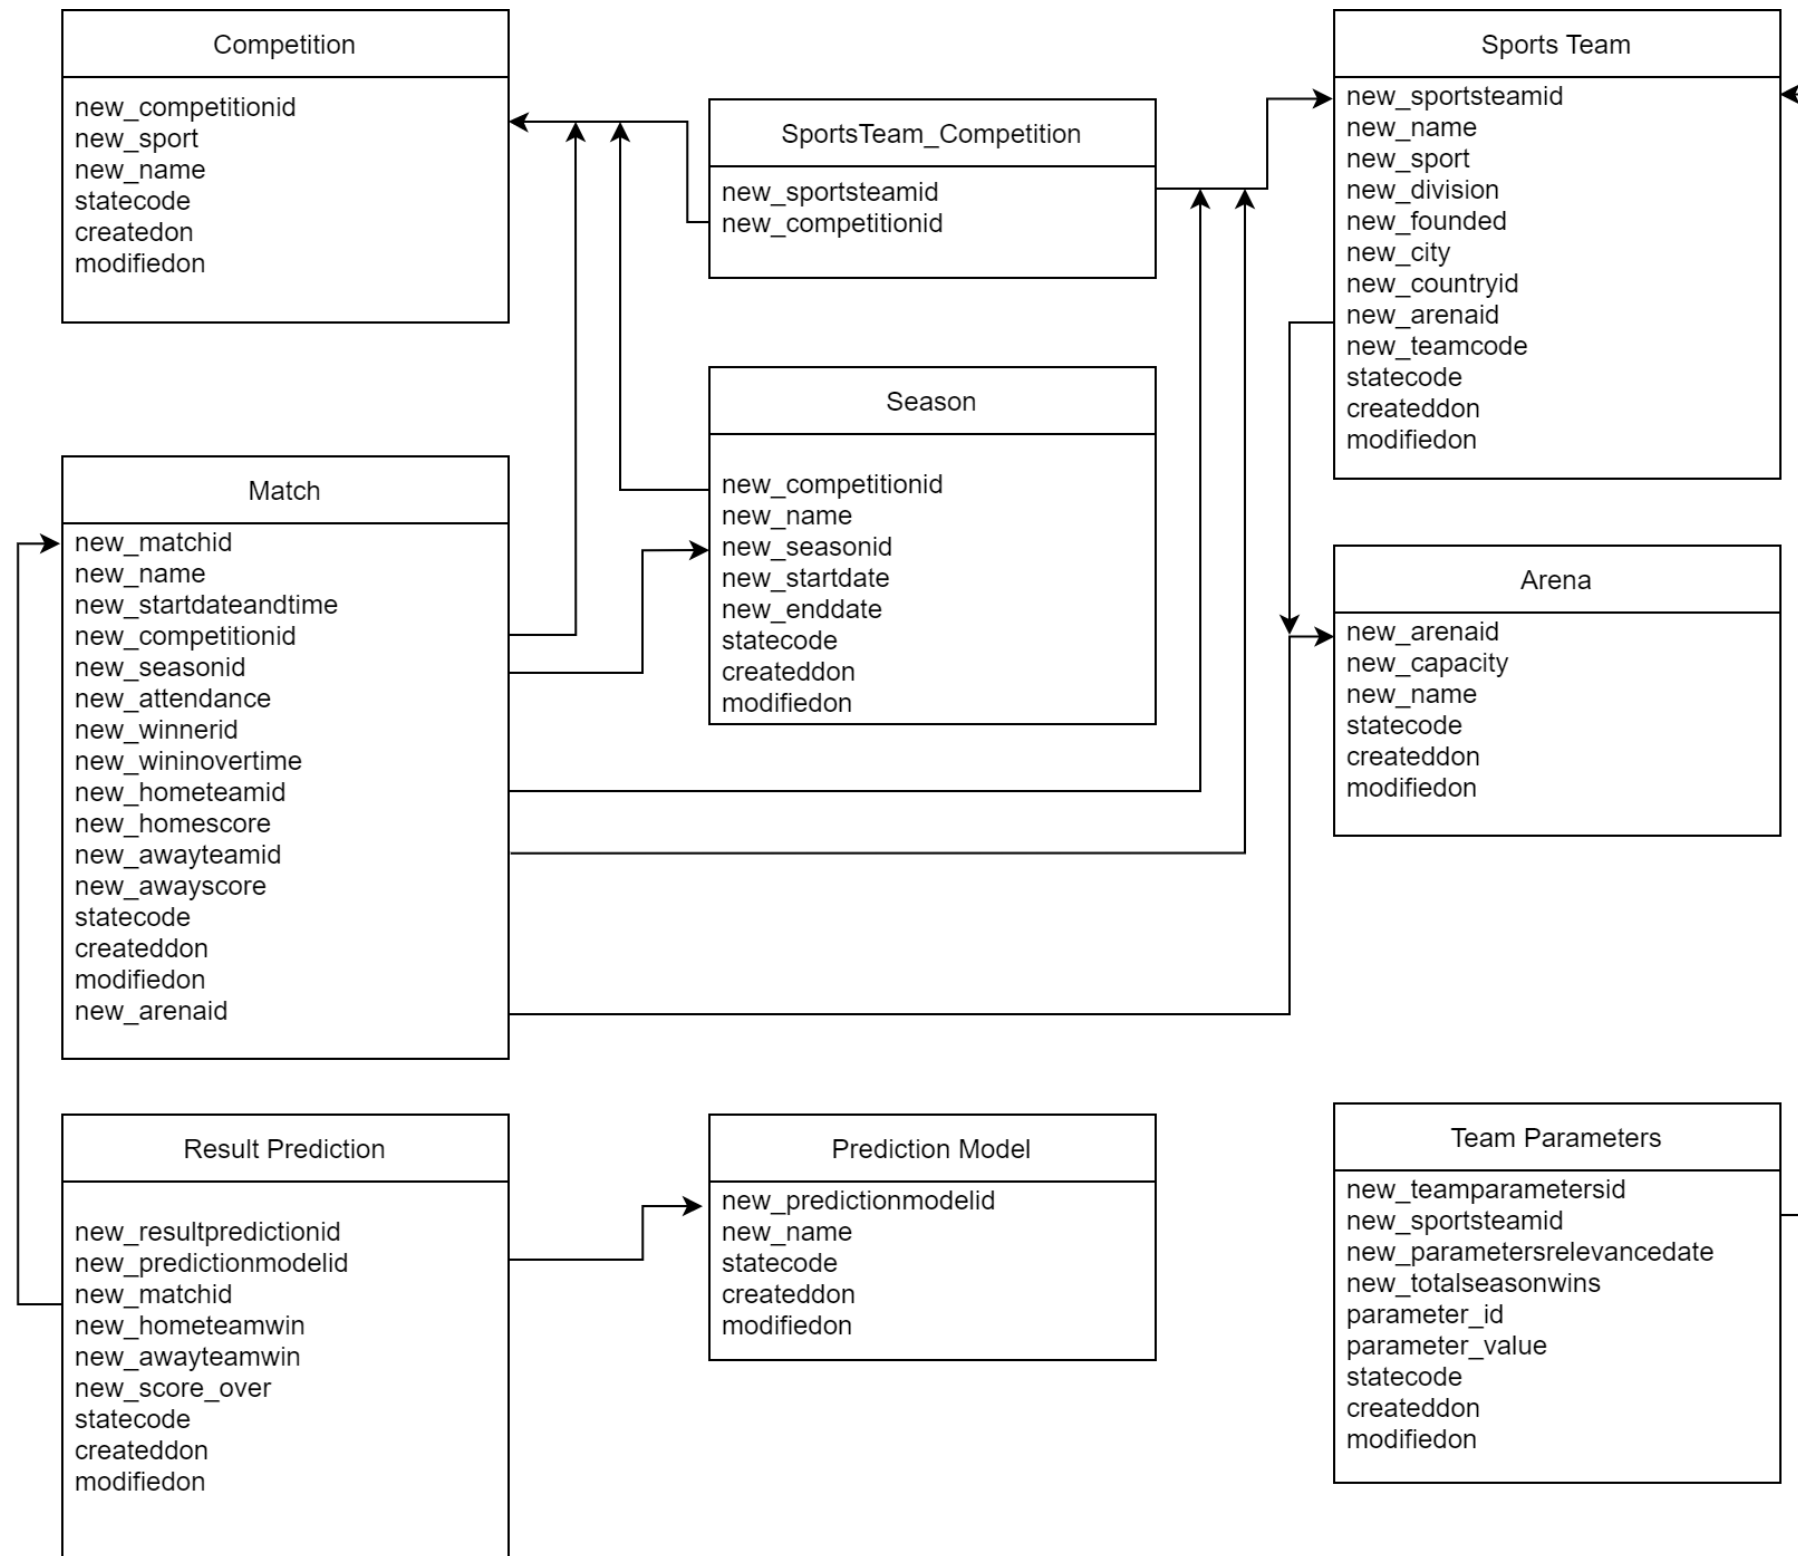 Competition
new_competitionid
new_sport
new_name
statecode
createdon
modifiedon
SportsTeam_Competition
new_sportsteamid
new_competitionid
Sports Team
new_sportsteamid
new_name
new_sport
new_division
new_founded
new_city
new_countryid
new_arenaid
new_teamcode
statecode
createddon
modifiedon
Season
new_competitionid
new_name
new_seasonid
new_startdate
new_enddate
statecode
createddon
modifiedon
Match
new_matchid
new_name
new_startdateandtime
new_competitionid
new_seasonid
new_attendance
new_winnerid
new_wininovertime
new_hometeamid
new_homescore
new_awayteamid
new_awayscore
statecode
createddon
modifiedon
new_arenaid
Arena
new_arenaid
new_capacity
new_name
statecode
createddon
modifiedon
Result Prediction
new_resultpredictionid
new_predictionmodelid
new_matchid
new_hometeamwin
new_awayteamwin
new_score_over
statecode
createddon
modifiedon
Prediction Model
new_predictionmodelid
new_name
statecode
createddon
modifiedon
Team Parameters
new_teamparametersid
new_sportsteamid
new_parametersrelevancedate
new_totalseasonwins
parameter_id
parameter_value
statecode
createddon
modifiedon